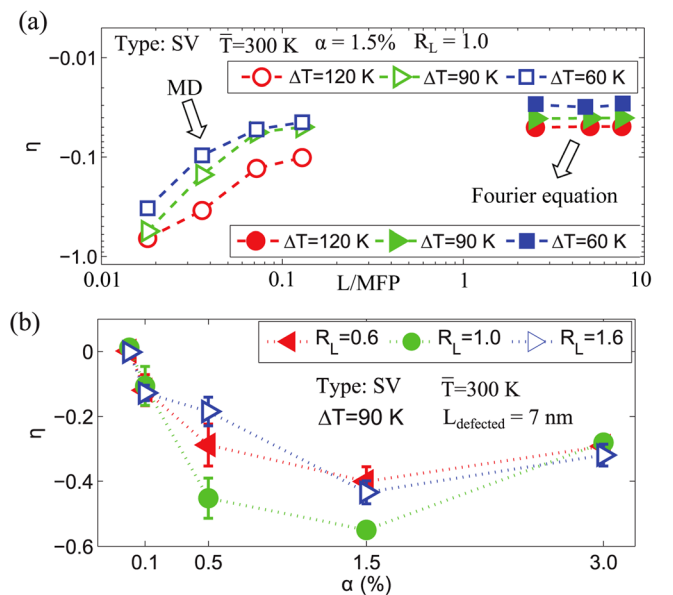 (a)
Type: SV T̅=300 K α = 1.5% R_L = 1.0
−0.01
ΔT=120 K ΔT=90 K ΔT=60 K
MD
η
−0.1
Fourier equation
ΔT=120 K ΔT=90 K ΔT=60 K
−1.0
0.01 0.1 1 10
L/MFP
(b)
R_L=0.6 R_L=1.0 R_L=1.6
0
Type: SV T̅=300 K
ΔT=90 K L_defected = 7 nm
−0.2
η
−0.4
−0.6
0.1 0.5 1.5 3.0
α (%)